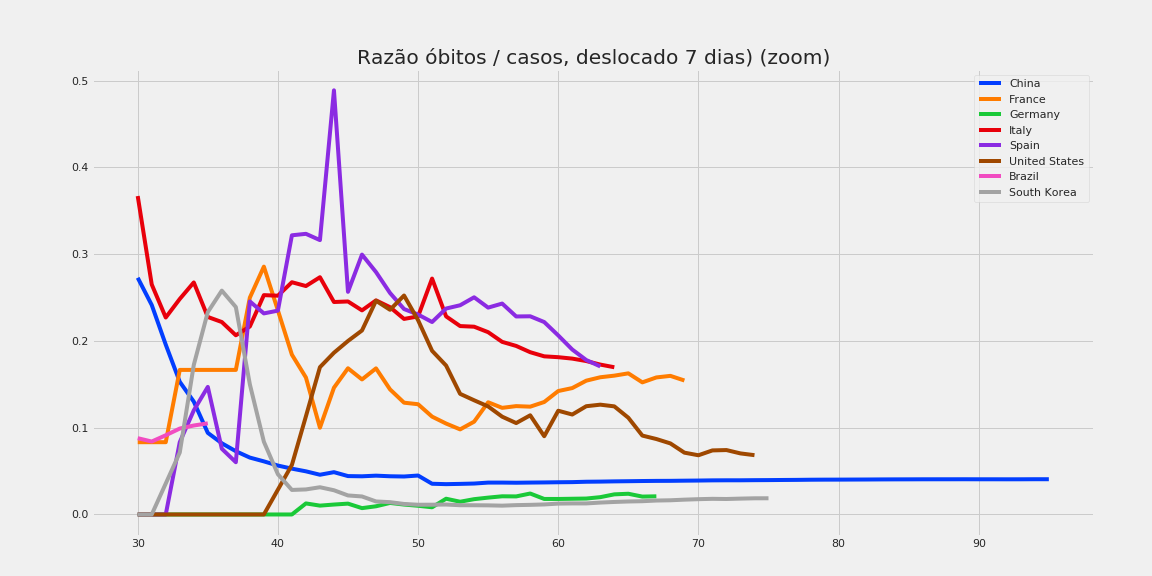 Razão óbitos / casos, deslocado 7 dias) (zoom)
0.5
0.4
0.3
0.2
0.1
0.0
30 40 50 60 70 80 90
China
France
Germany
Italy
Spain
United States
Brazil
South Korea